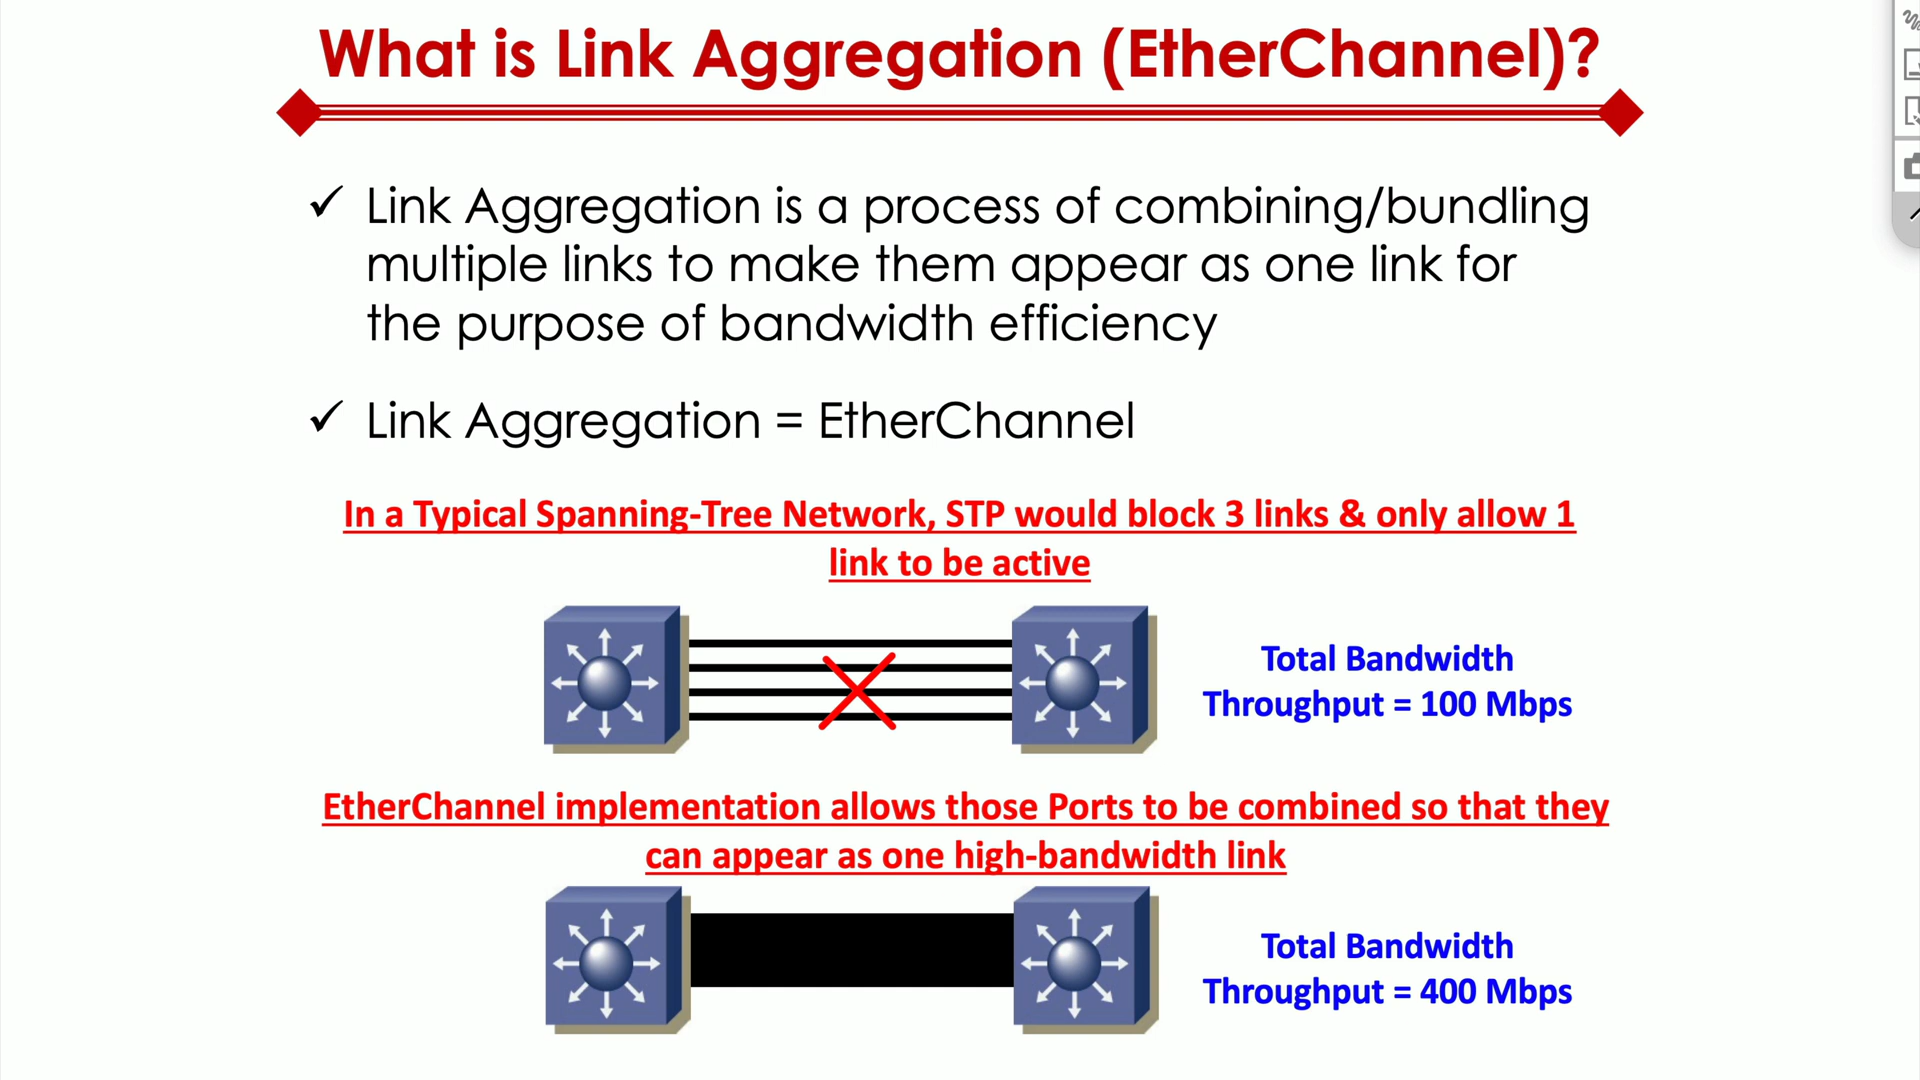 What is Link Aggregation (EtherChannel)?
✓ Link Aggregation is a process of combining/bundling
multiple links to make them appear as one link for
the purpose of bandwidth efficiency
✓ Link Aggregation = EtherChannel
In a Typical Spanning-Tree Network, STP would block 3 links & only allow 1
link to be active
Total Bandwidth
Throughput = 100 Mbps
EtherChannel implementation allows those Ports to be combined so that they
can appear as one high-bandwidth link
Total Bandwidth
Throughput = 400 Mbps